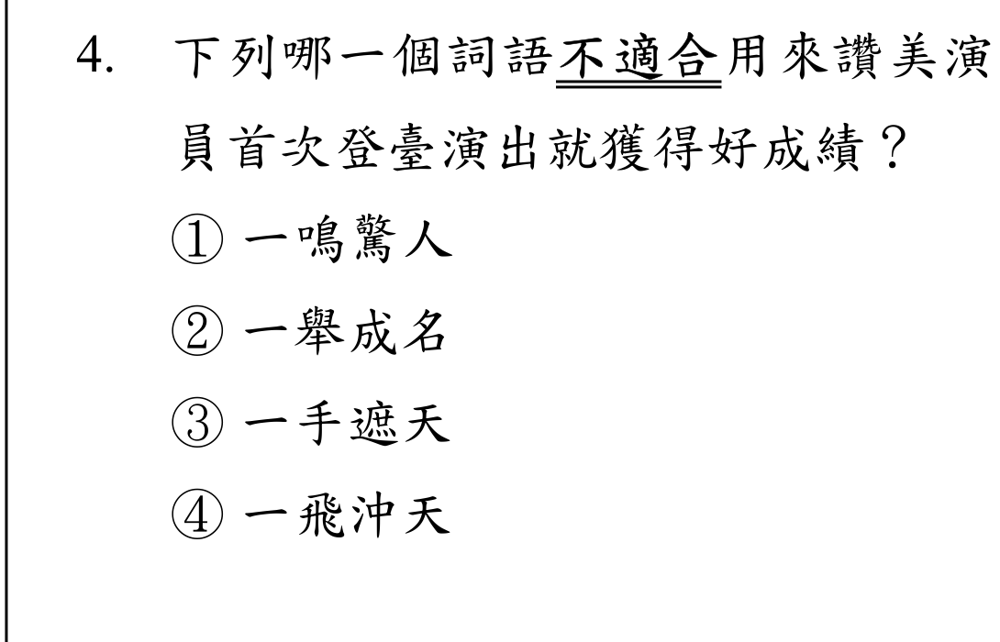 4. 下列哪一個詞語不適合用來讚美演
員首次登臺演出就獲得好成績？
① 一鳴驚人
② 一舉成名
③ 一手遮天
④ 一飛沖天